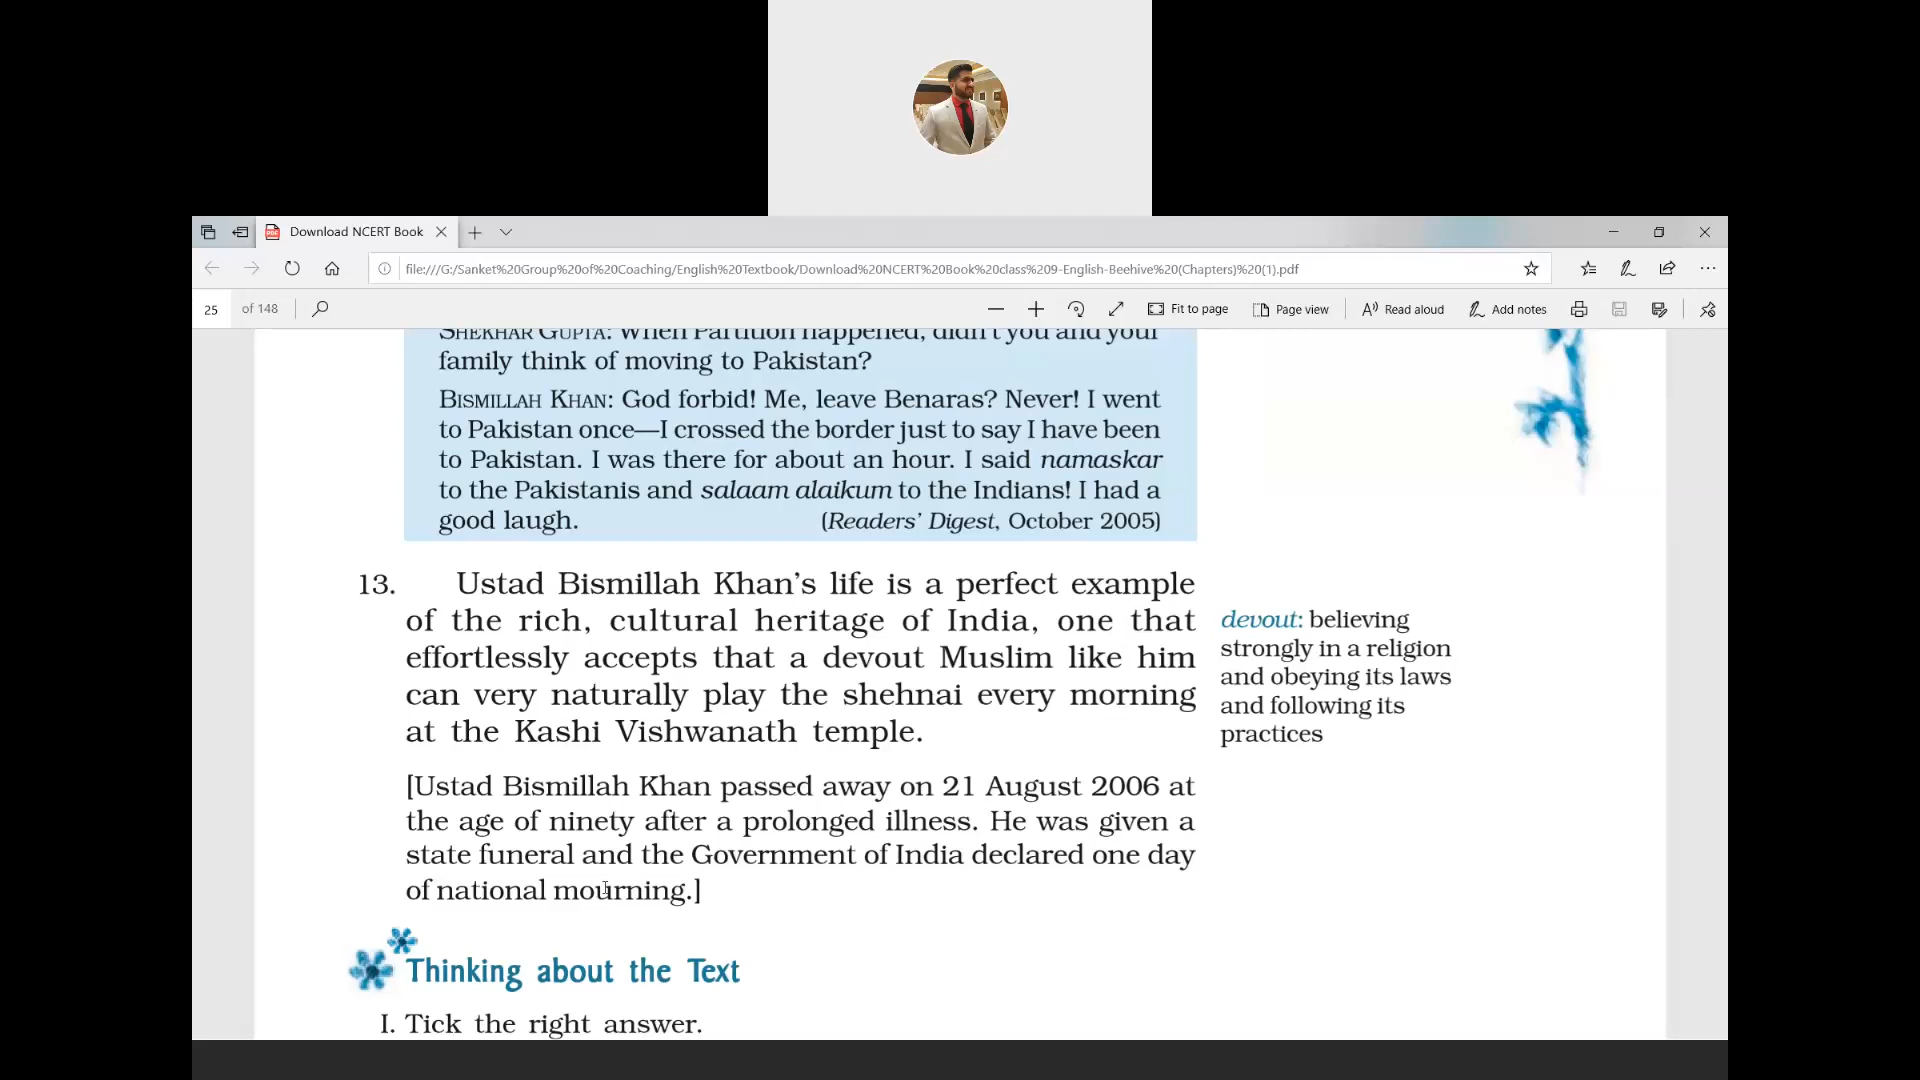 Download NCERT Book
file:///G:/Sanket%20Group%20of%20Coaching/English%20Textbook/Download%20NCERT%20Book%20class%209-English-Beehive%20(Chapters)%20(1).pdf
25 of 148
Fit to page
Page view
Read aloud
Add notes
SHEKHAR GUPTA: When Partition happened, didn't you and your
family think of moving to Pakistan?
BISMILLAH KHAN: God forbid! Me, leave Benaras? Never! I went
to Pakistan once—I crossed the border just to say I have been
to Pakistan. I was there for about an hour. I said namaskar
to the Pakistanis and salaam alaikum to the Indians! I had a
good laugh. (Readers' Digest, October 2005)
13. Ustad Bismillah Khan's life is a perfect example
of the rich, cultural heritage of India, one that
effortlessly accepts that a devout Muslim like him
can very naturally play the shehnai every morning
at the Kashi Vishwanath temple.
devout: believing
strongly in a religion
and obeying its laws
and following its
practices
[Ustad Bismillah Khan passed away on 21 August 2006 at
the age of ninety after a prolonged illness. He was given a
state funeral and the Government of India declared one day
of national mourning.]
Thinking about the Text
I. Tick the right answer.